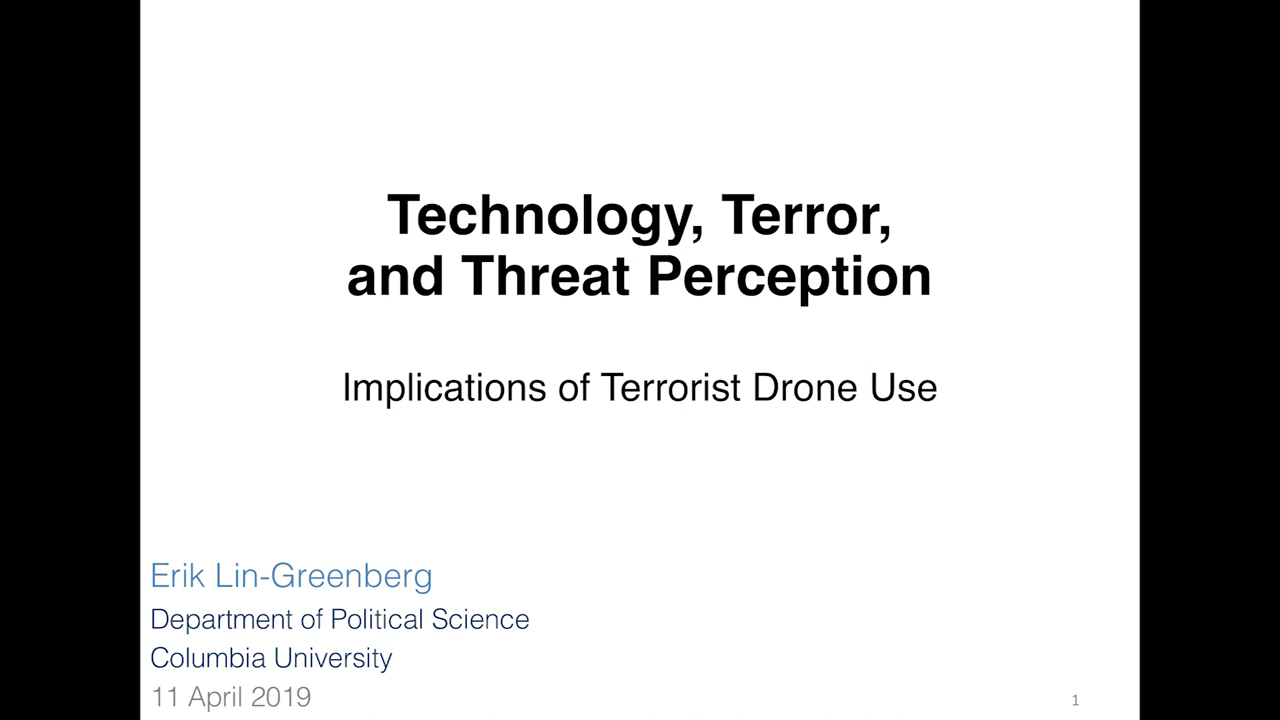 Technology, Terror,
and Threat Perception
Implications of Terrorist Drone Use
Erik Lin-Greenberg
Department of Political Science
Columbia University
11 April 2019
1